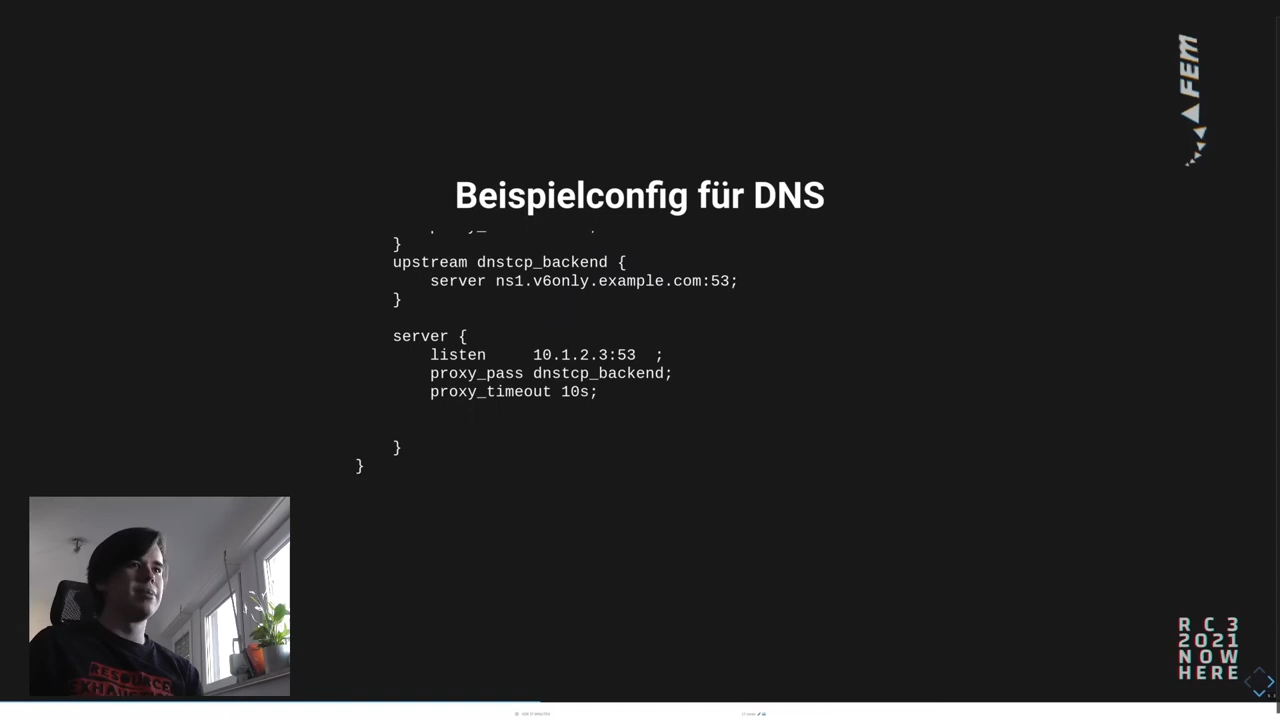 FEM
Beispielconfig für DNS
}
upstream dnstcp_backend {
server ns1.v6only.example.com:53;
}
server {
listen 10.1.2.3:53 ;
proxy_pass dnstcp_backend;
proxy_timeout 10s;
}
}
RESOURCE
RC3
2021
NOW
HERE